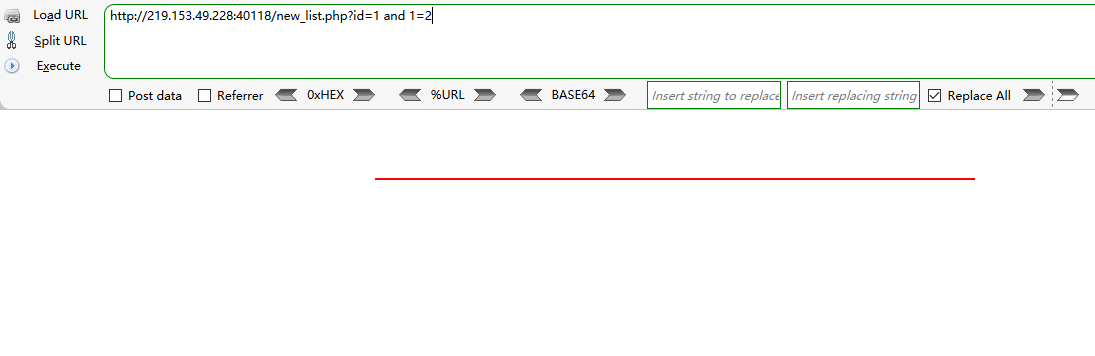 Load URL
http://219.153.49.228:40118/new_list.php?id=1 and 1=2
Split URL
Execute
Post data Referrer 0xHEX %URL BASE64 Insert string to replace Insert replacing string Replace All